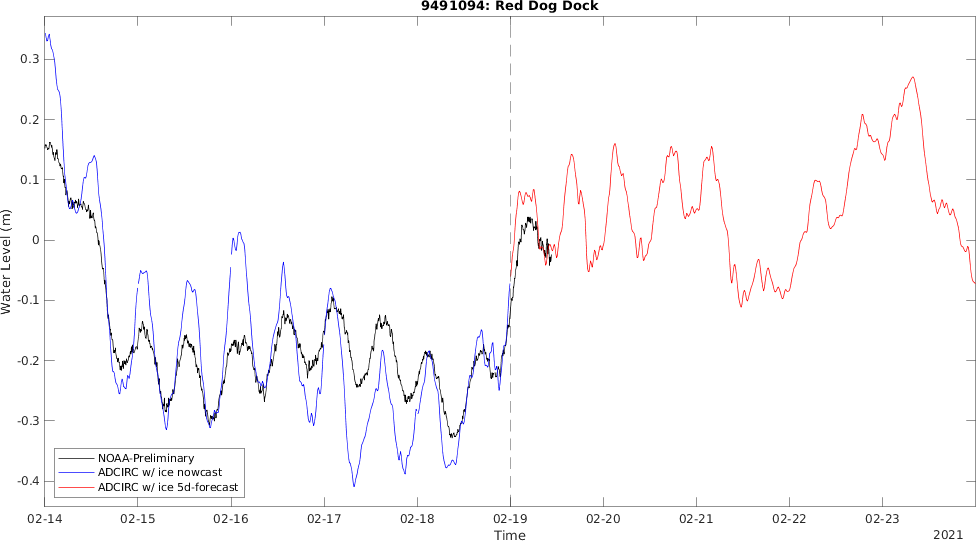 9491094: Red Dog Dock
Water Level (m)
0.3
0.2
0.1
0
-0.1
-0.2
-0.3
-0.4
NOAA-Preliminary
ADCIRC w/ ice nowcast
ADCIRC w/ ice 5d-forecast
02-14 02-15 02-16 02-17 02-18 02-19 02-20 02-21 02-22 02-23
Time
2021